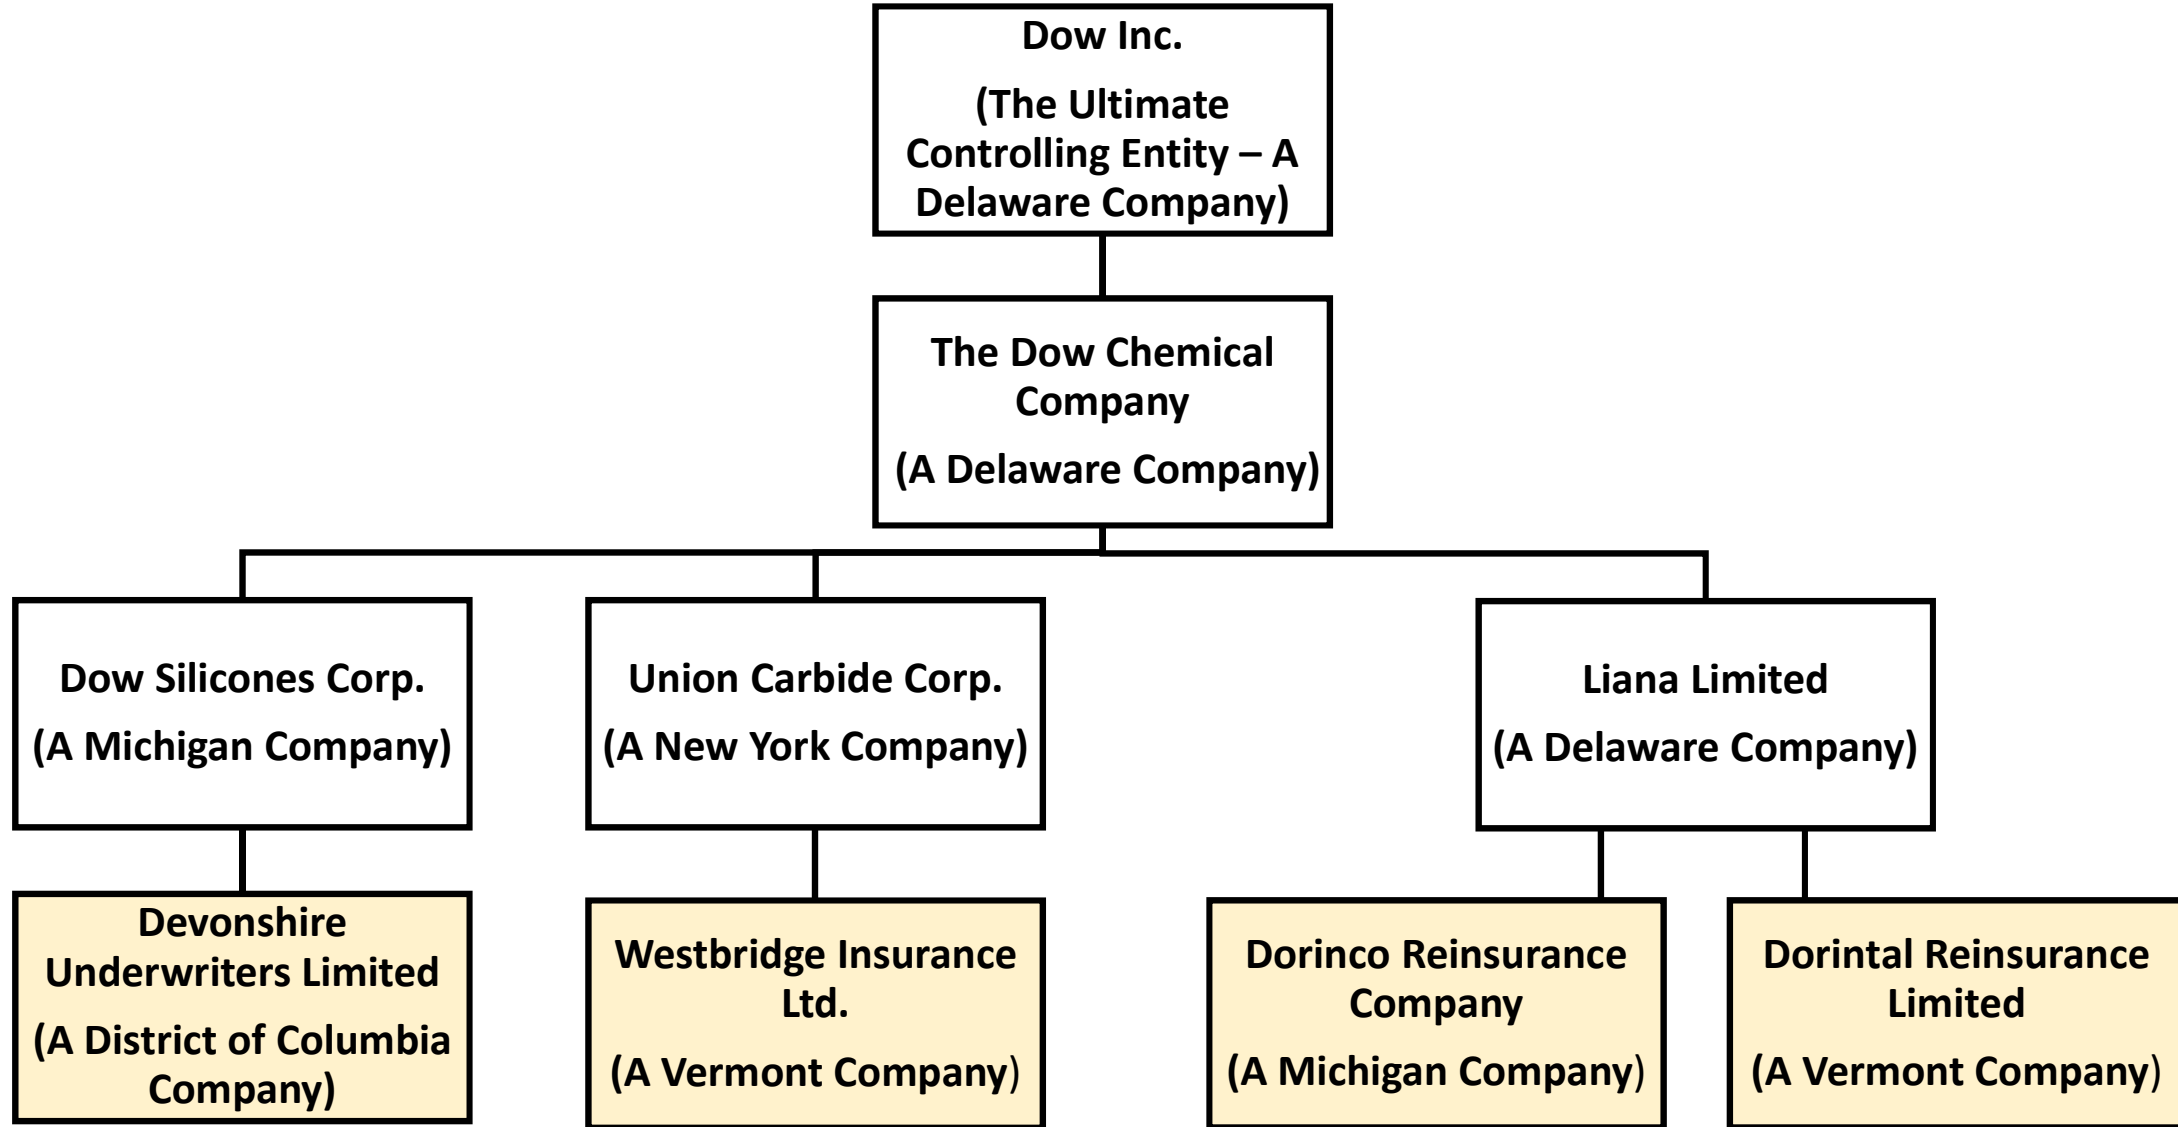 Dow Inc.
(The Ultimate
Controlling Entity – A
Delaware Company)
The Dow Chemical
Company
(A Delaware Company)
Dow Silicones Corp.
(A Michigan Company)
Union Carbide Corp.
(A New York Company)
Liana Limited
(A Delaware Company)
Devonshire
Underwriters Limited
(A District of Columbia
Company)
Westbridge Insurance
Ltd.
(A Vermont Company)
Dorinco Reinsurance
Company
(A Michigan Company)
Dorintal Reinsurance
Limited
(A Vermont Company)